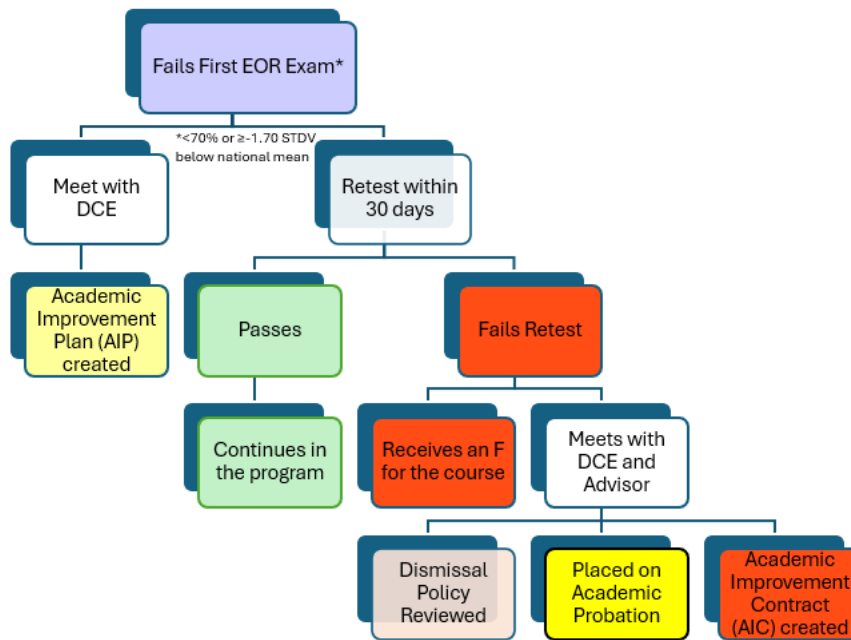 Fails First EOR Exam*
*<70% or ≥-1.70 STDV
below national mean
Meet with
DCE
Retest within
30 days
Academic
Improvement
Plan (AIP)
created
Passes
Fails Retest
Continues in
the program
Receives an F
for the course
Meets with
DCE and
Advisor
Dismissal
Policy
Reviewed
Placed on
Academic
Probation
Academic
Improvement
Contract
(AIC) created